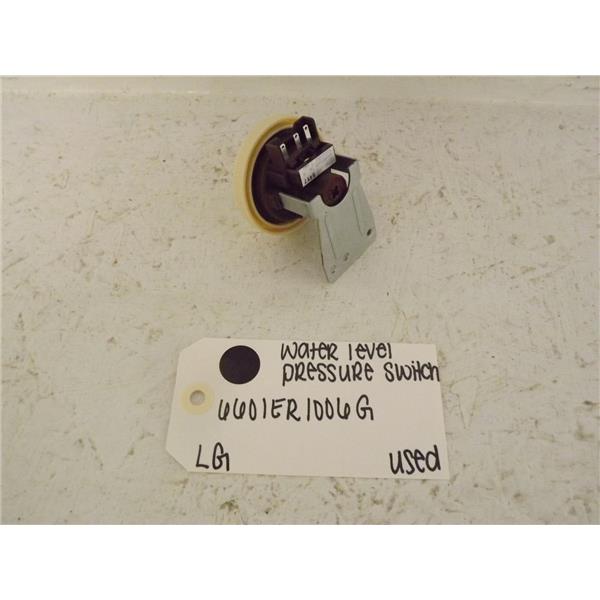 water level
pressure switch
6601ER1006G
LG
used